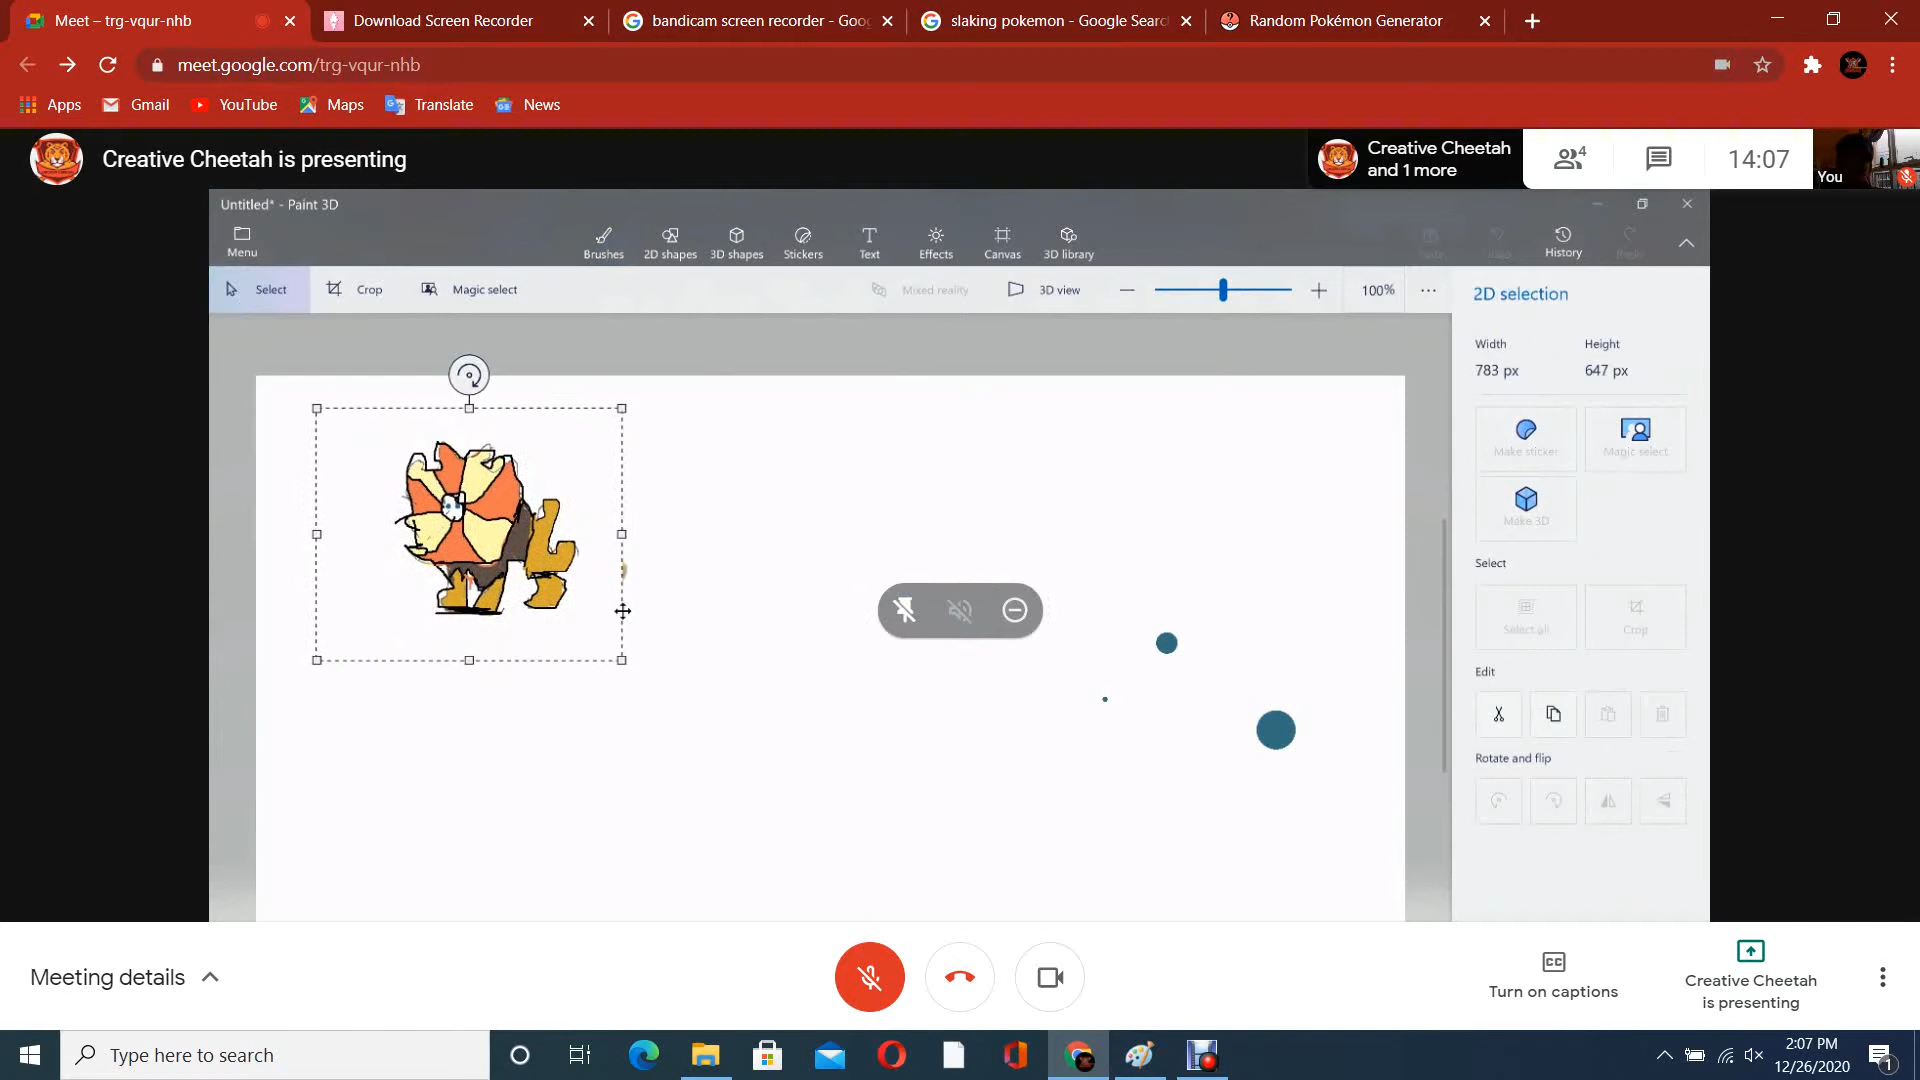 Meet – trg-vqur-nhb
Download Screen Recorder
bandicam screen recorder - Goo
slaking pokemon - Google Searc
Random Pokémon Generator
meet.google.com/trg-vqur-nhb
Apps
Gmail
YouTube
Maps
Translate
News
Creative Cheetah is presenting
Creative Cheetah
and 1 more
4
14:07
You
Untitled* - Paint 3D
Menu
Brushes
2D shapes
3D shapes
Stickers
Text
Effects
Canvas
3D library
History
Select
Crop
Magic select
Mixed reality
3D view
100%
2D selection
Width
Height
783 px
647 px
Make sticker
Magic select
Make 3D
Select
Select all
Crop
Edit
Rotate and flip
Meeting details
Turn on captions
Creative Cheetah
is presenting
Type here to search
2:07 PM
12/26/2020
1